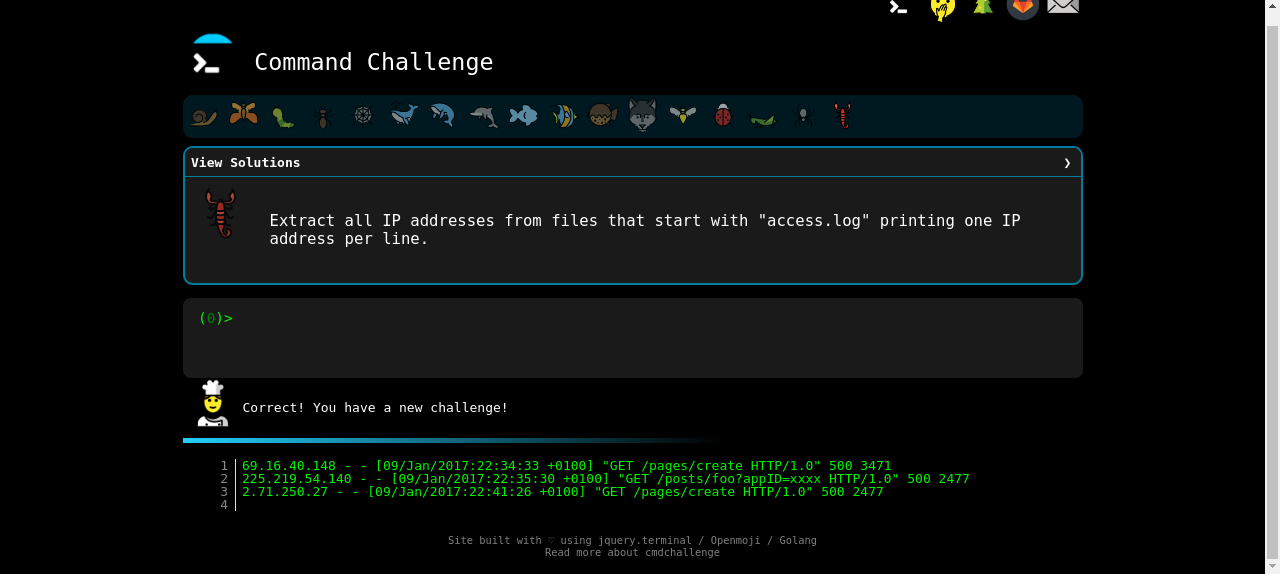 Command Challenge
View Solutions ❯
Extract all IP addresses from files that start with "access.log" printing one IP
address per line.
(0)>
Correct! You have a new challenge!
1 69.16.40.148 - - [09/Jan/2017:22:34:33 +0100] "GET /pages/create HTTP/1.0" 500 3471
2 225.219.54.140 - - [09/Jan/2017:22:35:30 +0100] "GET /posts/foo?appID=xxxx HTTP/1.0" 500 2477
3 2.71.250.27 - - [09/Jan/2017:22:41:26 +0100] "GET /pages/create HTTP/1.0" 500 2477
4
Site built with ♡ using jquery.terminal / Openmoji / Golang
Read more about cmdchallenge